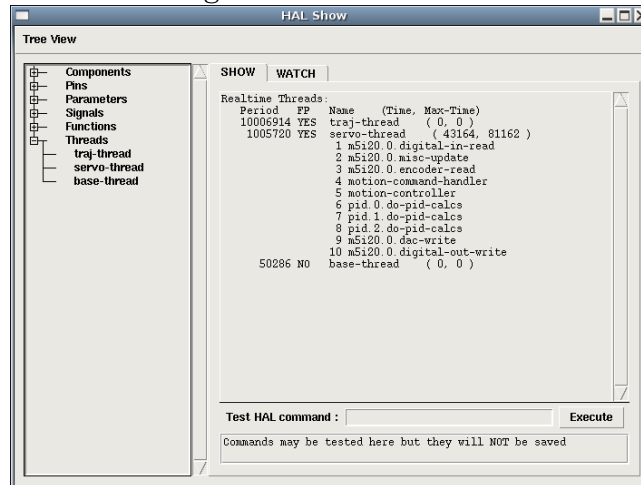 HAL Show
Tree View
Components
Pins
Parameters
Signals
Functions
Threads
traj-thread
servo-thread
base-thread
SHOW WATCH
Realtime Threads:
Period FP Name (Time, Max-Time)
10006914 YES traj-thread ( 0, 0 )
1005720 YES servo-thread ( 43164, 81162 )
1 m5i20.0.digital-in-read
2 m5i20.0.misc-update
3 m5i20.0.encoder-read
4 motion-command-handler
5 motion-controller
6 pid.0.do-pid-calcs
7 pid.1.do-pid-calcs
8 pid.2.do-pid-calcs
9 m5i20.0.dac-write
10 m5i20.0.digital-out-write
50286 NO base-thread ( 0, 0 )
Test HAL command : Execute
Commands may be tested here but they will NOT be saved